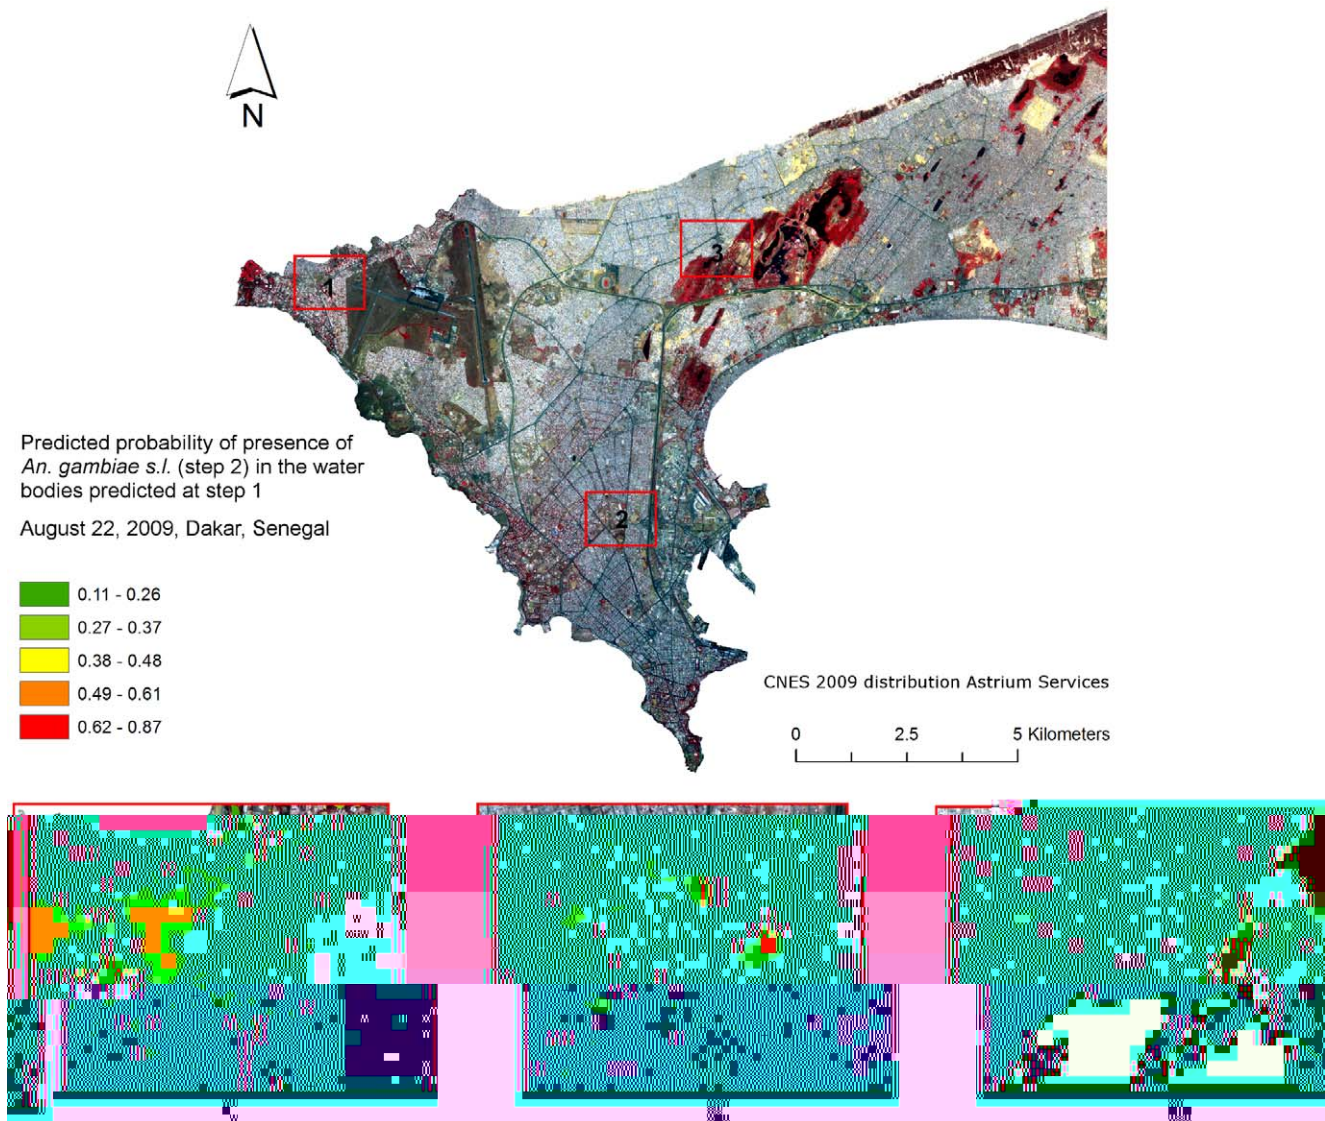 N
1
3
2
Predicted probability of presence of
An. gambiae s.l. (step 2) in the water
bodies predicted at step 1
August 22, 2009, Dakar, Senegal
0.11 - 0.26
0.27 - 0.37
0.38 - 0.48
0.49 - 0.61
0.62 - 0.87
CNES 2009 distribution Astrium Services
0 2.5 5 Kilometers